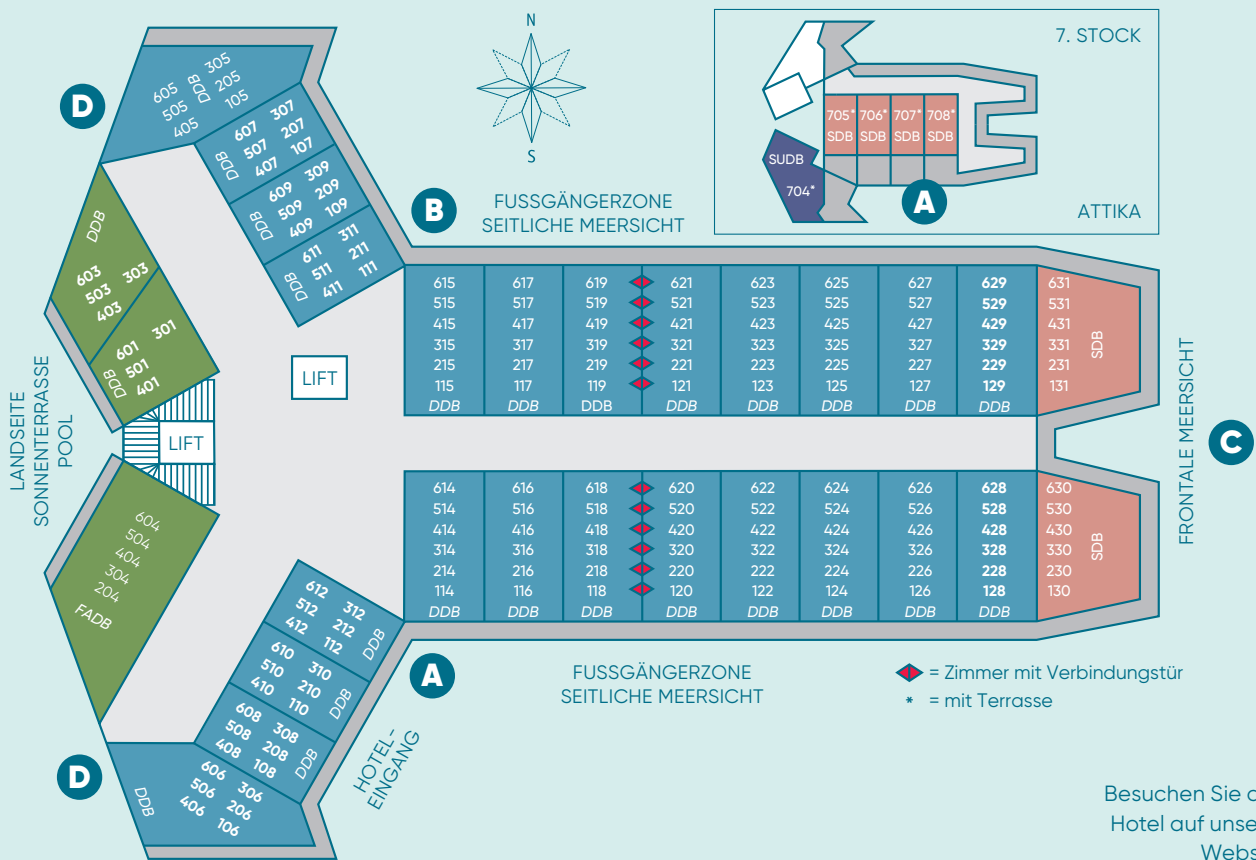 N
S
7. STOCK
705* 706* 707* 708*
SDB SDB SDB SDB
SUDB
704*
A
ATTIKA
D
605 305
505 DDB 205
405 105
607 307
507 207
407 107
DDB
609 309
509 209
409 109
DDB
611 311
511 211
411 111
DDB
B
FUSSGÄNGERZONE
SEITLICHE MEERSICHT
DDB
603 303
503
403
601 301
501
401
DDB
LANDSEITE
SONNENTERRASSE
POOL
LIFT
LIFT
615 617 619 621 623 625 627 629 631
515 517 519 521 523 525 527 529 531
415 417 419 421 423 425 427 429 431
315 317 319 321 323 325 327 329 331
215 217 219 221 223 225 227 229 231
115 117 119 121 123 125 127 129 131
DDB DDB DDB DDB DDB DDB DDB DDB
SDB
FRONTALE MEERSICHT
C
614 616 618 620 622 624 626 628 630
514 516 518 520 522 524 526 528 530
414 416 418 420 422 424 426 428 430
314 316 318 320 322 324 326 328 330
214 216 218 220 222 224 226 228 230
114 116 118 120 122 124 126 128 130
DDB DDB DDB DDB DDB DDB DDB DDB
SDB
604
504
404
304
204
FADB
612 312
512 212
412 112
DDB
610 310
510 210
410 110
DDB
608 308
508 208
408 108
DDB
606 306
506 206
406 106
DDB
D
A
HOTEL-
EINGANG
FUSSGÄNGERZONE
SEITLICHE MEERSICHT
= Zimmer mit Verbindungstür
* = mit Terrasse
Besuchen Sie
Hotel auf